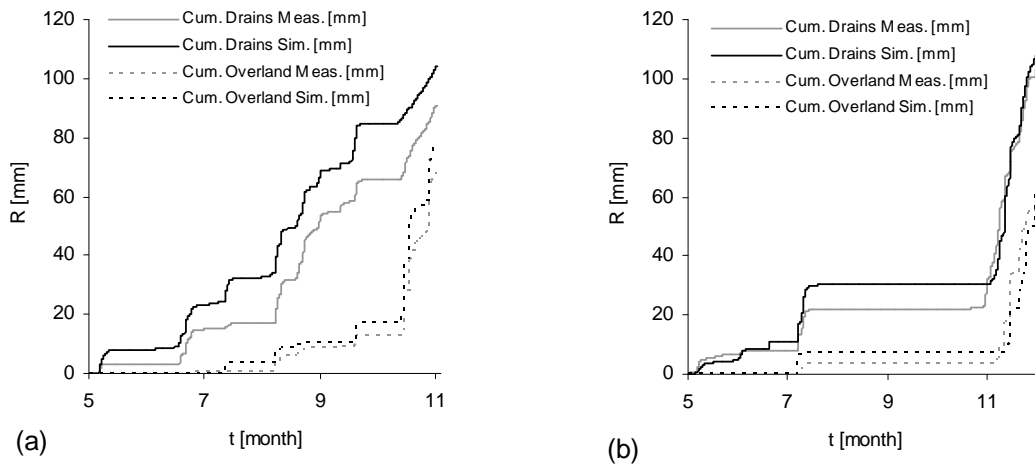 Cum. Drains Meas. [mm]
Cum. Drains Sim. [mm]
Cum. Overland Meas. [mm]
Cum. Overland Sim. [mm]
120
100
80
60
40
20
0
R [mm]
5 7 9 11
t [month]
(a)
Cum. Drains Meas. [mm]
Cum. Drains Sim. [mm]
Cum. Overland Meas. [mm]
Cum. Overland Sim. [mm]
120
100
80
60
40
20
0
R [mm]
5 7 9 11
t [month]
(b)